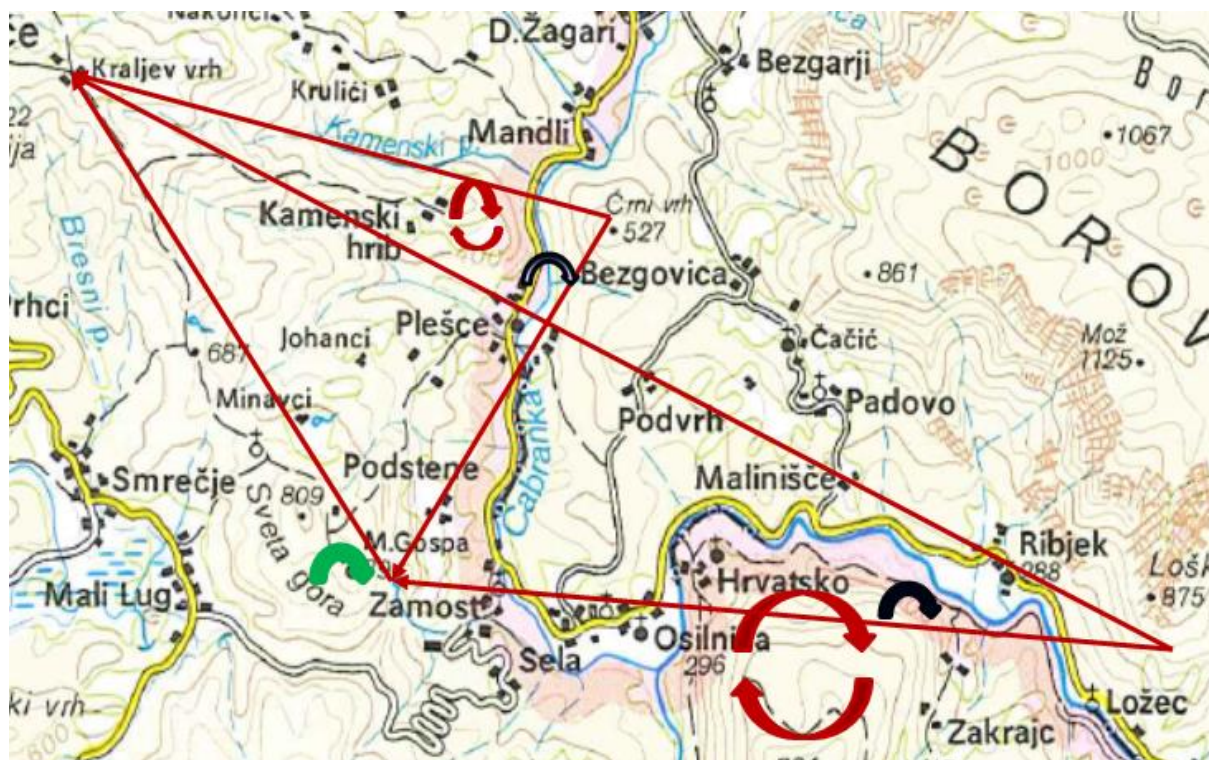 D.Žagari
Bezgarji
Kraljev vrh
Krulići
Mandli
Kamenski p.
1067
1000
BOROV
Kamenski
hrib
Črni vrh
527
Bezgovica
861
Bresni p.
Plešce
Johanci
Čačić
Mož
1125
687
Minavci
Podvrh
Padovo
Čabranka
Smrečje
Podstene
Malinišče
809
Sveta gora
M.Gospa
Ribjek
288
Mali Lug
Hrvatsko
875
Zamost
Osilnica
296
Sela
Ložec
Zakrajc